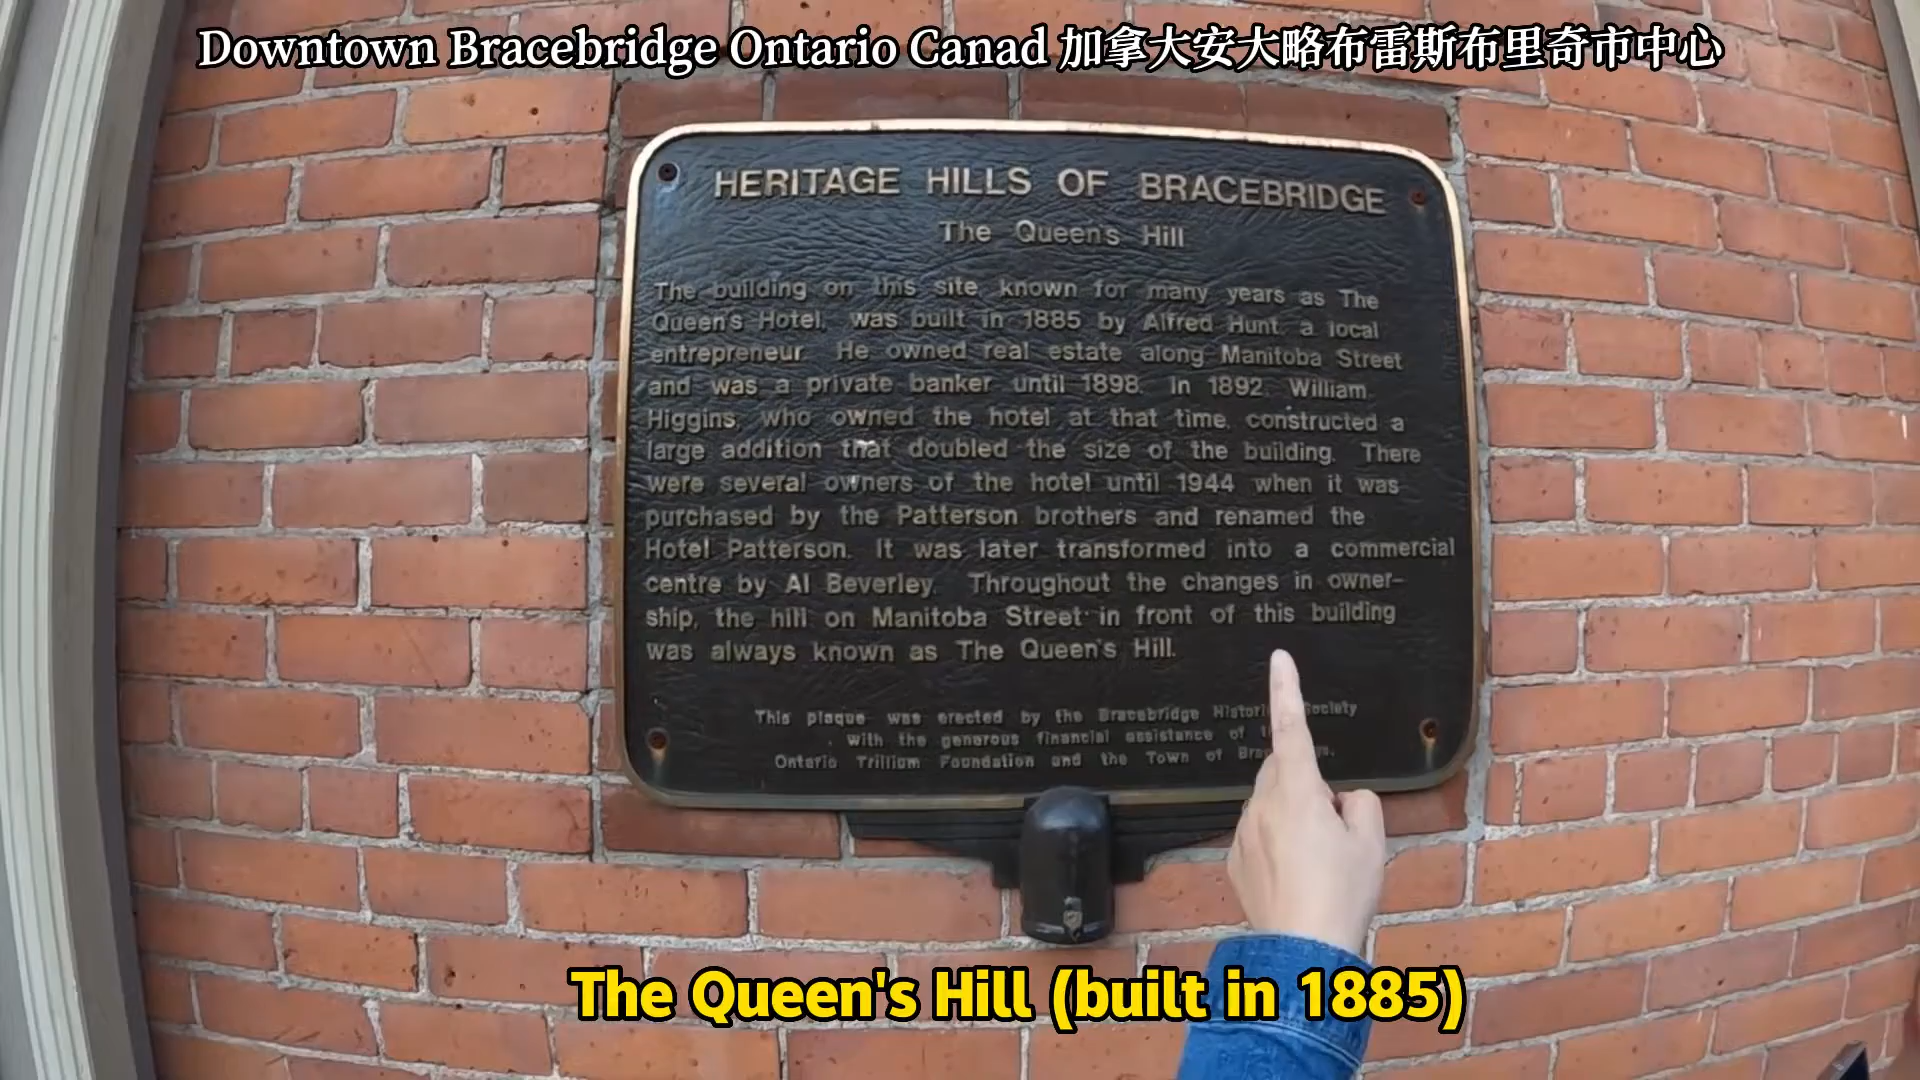 Downtown Bracebridge Ontario Canad 加拿大安大略布雷斯布里奇市中心
HERITAGE HILLS OF BRACEBRIDGE
The Queen's Hill
The building on this site known for many years as The
Queen's Hotel, was built in 1885 by Alfred Hunt, a local
entrepreneur. He owned real estate along Manitoba Street
and was a private banker until 1898. In 1892, William
Higgins, who owned the hotel at that time, constructed a
large addition that doubled the size of the building. There
were several owners of the hotel until 1944 when it was
purchased by the Patterson brothers and renamed the
Hotel Patterson. It was later transformed into a commercial
centre by Al Beverley. Throughout the changes in owner-
ship, the hill on Manitoba Street in front of this building
was always known as The Queen's Hill.
This plaque was erected by the Bracebridge Society
with the generous financial assistance of
Ontario Trillium Foundation and the Town of
The Queen's Hill (built in 1885)